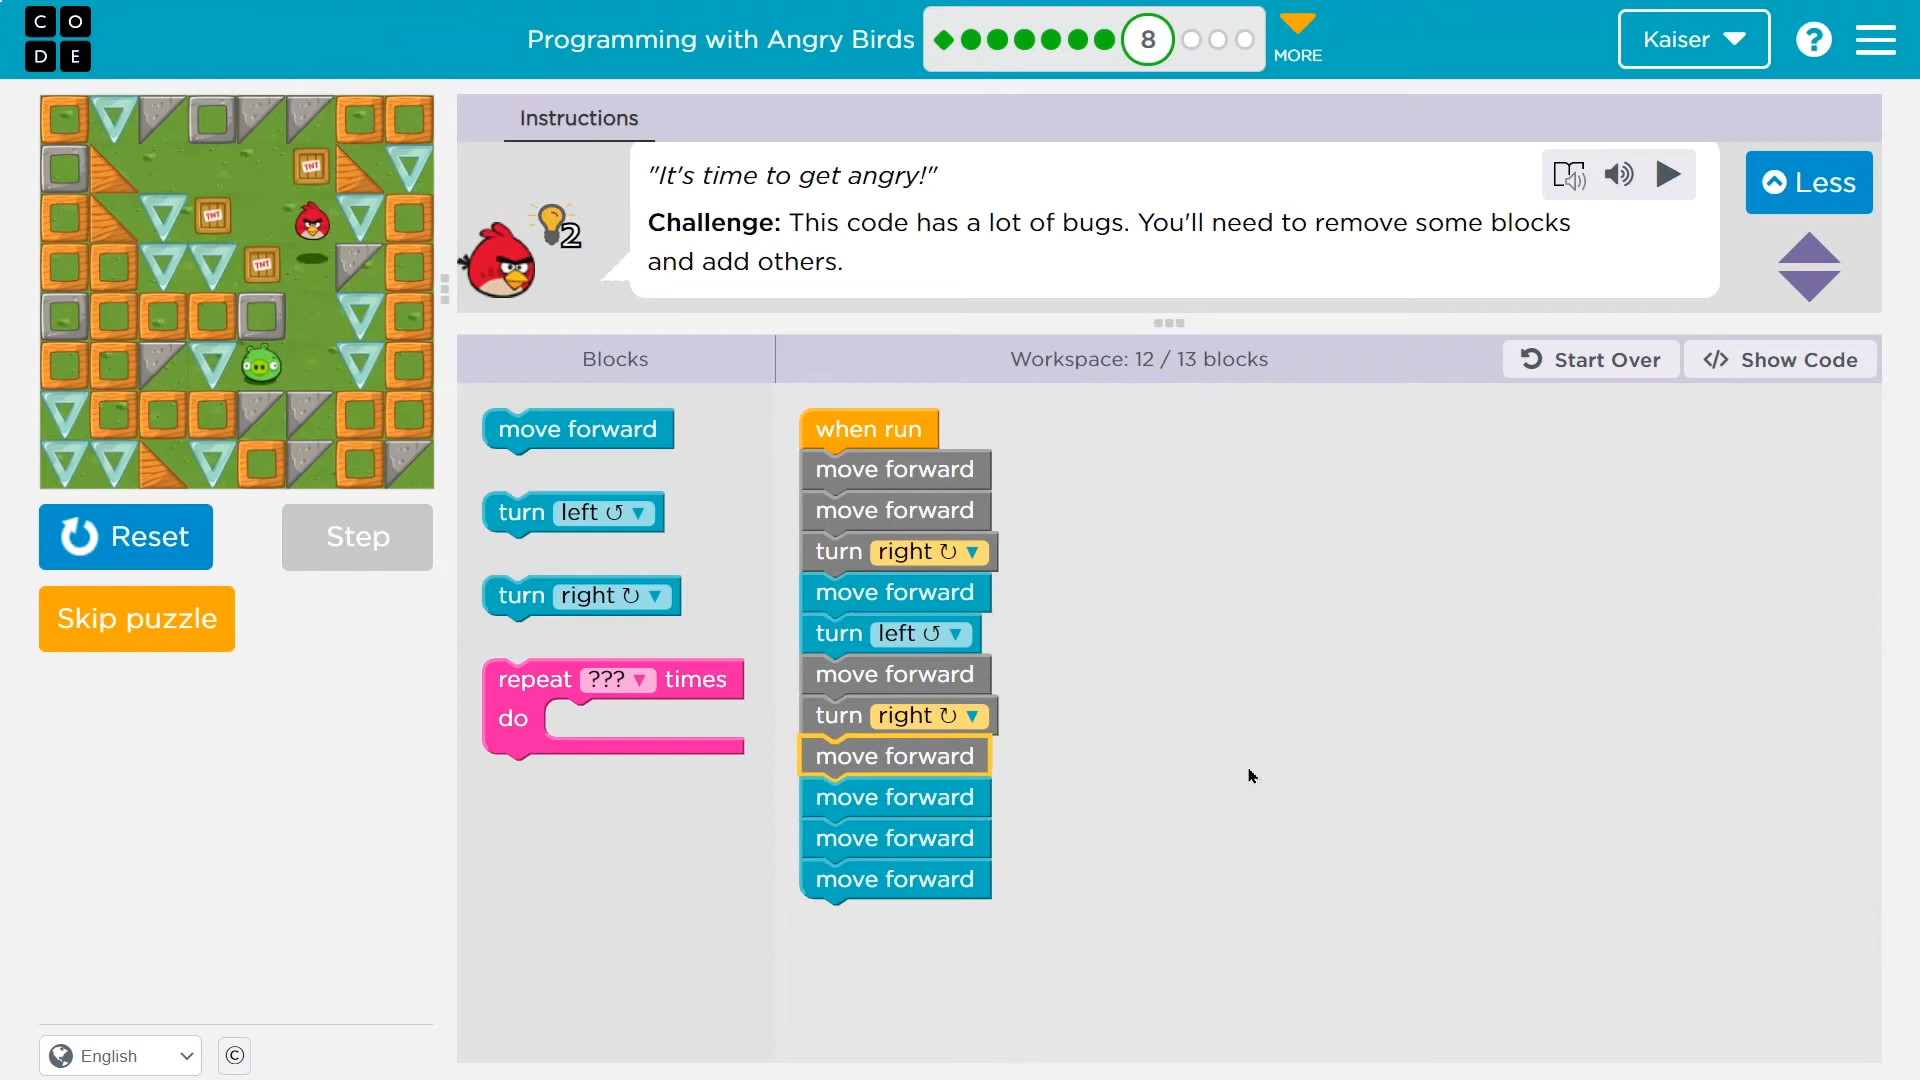 C O
D E
Programming with Angry Birds
8
MORE
Kaiser
?
Instructions
"It's time to get angry!"
Challenge: This code has a lot of bugs. You'll need to remove some blocks
and add others.
2
Less
TNT
TNT
TNT
Blocks
Workspace: 12 / 13 blocks
Start Over
</> Show Code
move forward
turn left ↺ ▼
turn right ↻ ▼
repeat ??? ▼ times
do
when run
move forward
move forward
turn right ↻ ▼
move forward
turn left ↺ ▼
move forward
turn right ↻ ▼
move forward
move forward
move forward
move forward
Reset
Step
Skip puzzle
English
©